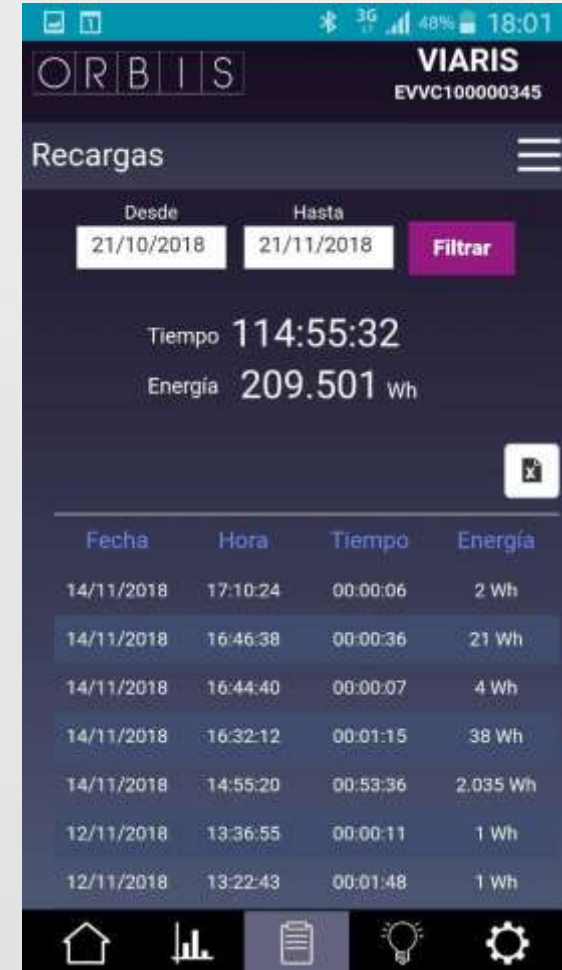 1 3G 48% 18:01
ORBIS VIARIS
EVVC100000345
Recargas
Desde Hasta
21/10/2018 21/11/2018 Filtrar
Tiempo 114:55:32
Energía 209.501 Wh
x
Fecha Hora Tiempo Energía
14/11/2018 17:10:24 00:00:06 2 Wh
14/11/2018 16:46:38 00:00:36 21 Wh
14/11/2018 16:44:40 00:00:07 4 Wh
14/11/2018 16:32:12 00:01:15 38 Wh
14/11/2018 14:55:20 00:53:36 2.035 Wh
12/11/2018 13:36:55 00:00:11 1 Wh
12/11/2018 13:22:43 00:01:48 1 Wh